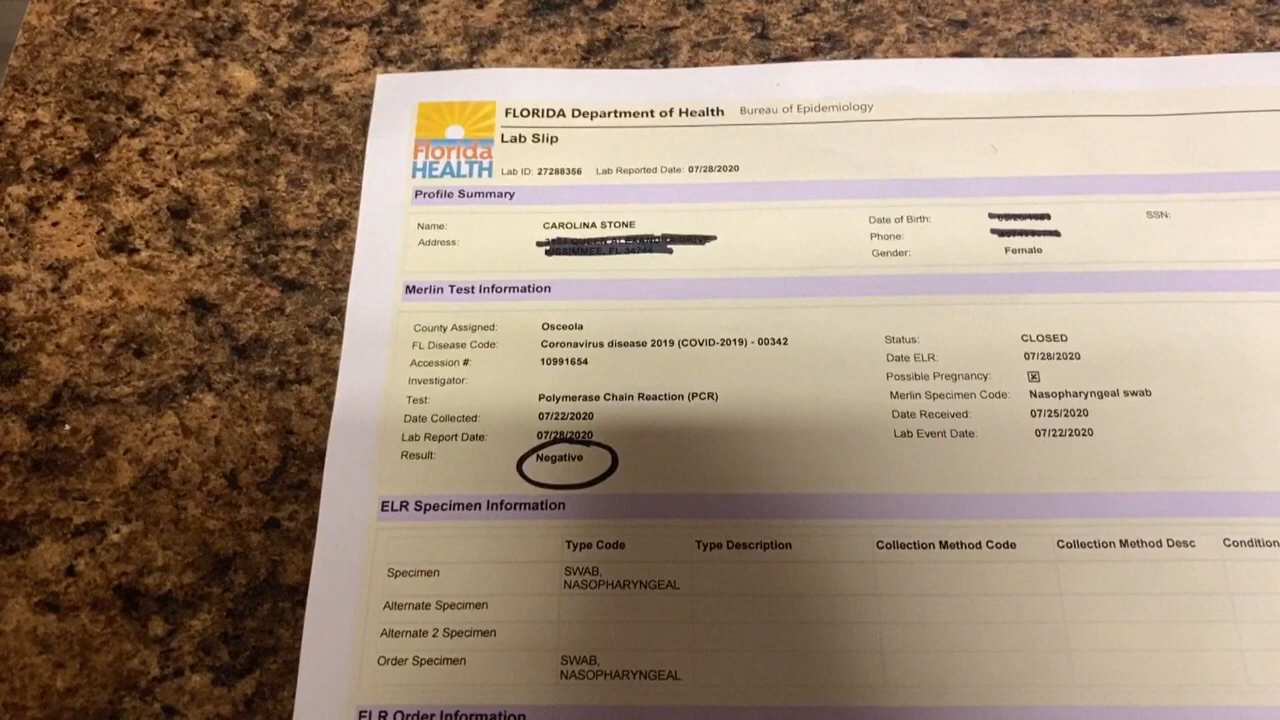 FLORIDA Department of Health Bureau of Epidemiology
Florida
HEALTH
Lab Slip
Lab ID: 27288356 Lab Reported Date: 07/28/2020
Profile Summary
Name: CAROLINA STONE Date of Birth: SSN:
Address: Phone:
Gender: Female
Merlin Test Information
County Assigned: Osceola
FL Disease Code: Coronavirus disease 2019 (COVID-2019) - 00342 Status: CLOSED
Accession #: 10991654 Date ELR: 07/28/2020
Investigator: Possible Pregnancy:
Test: Polymerase Chain Reaction (PCR) Merlin Specimen Code: Nasopharyngeal swab
Date Collected: 07/22/2020 Date Received: 07/25/2020
Lab Report Date: 07/28/2020 Lab Event Date: 07/22/2020
Result: Negative
ELR Specimen Information
Type Code Type Description Collection Method Code Collection Method Desc Condition
Specimen SWAB,
NASOPHARYNGEAL
Alternate Specimen
Alternate 2 Specimen
Order Specimen SWAB,
NASOPHARYNGEAL
ELR Order Information